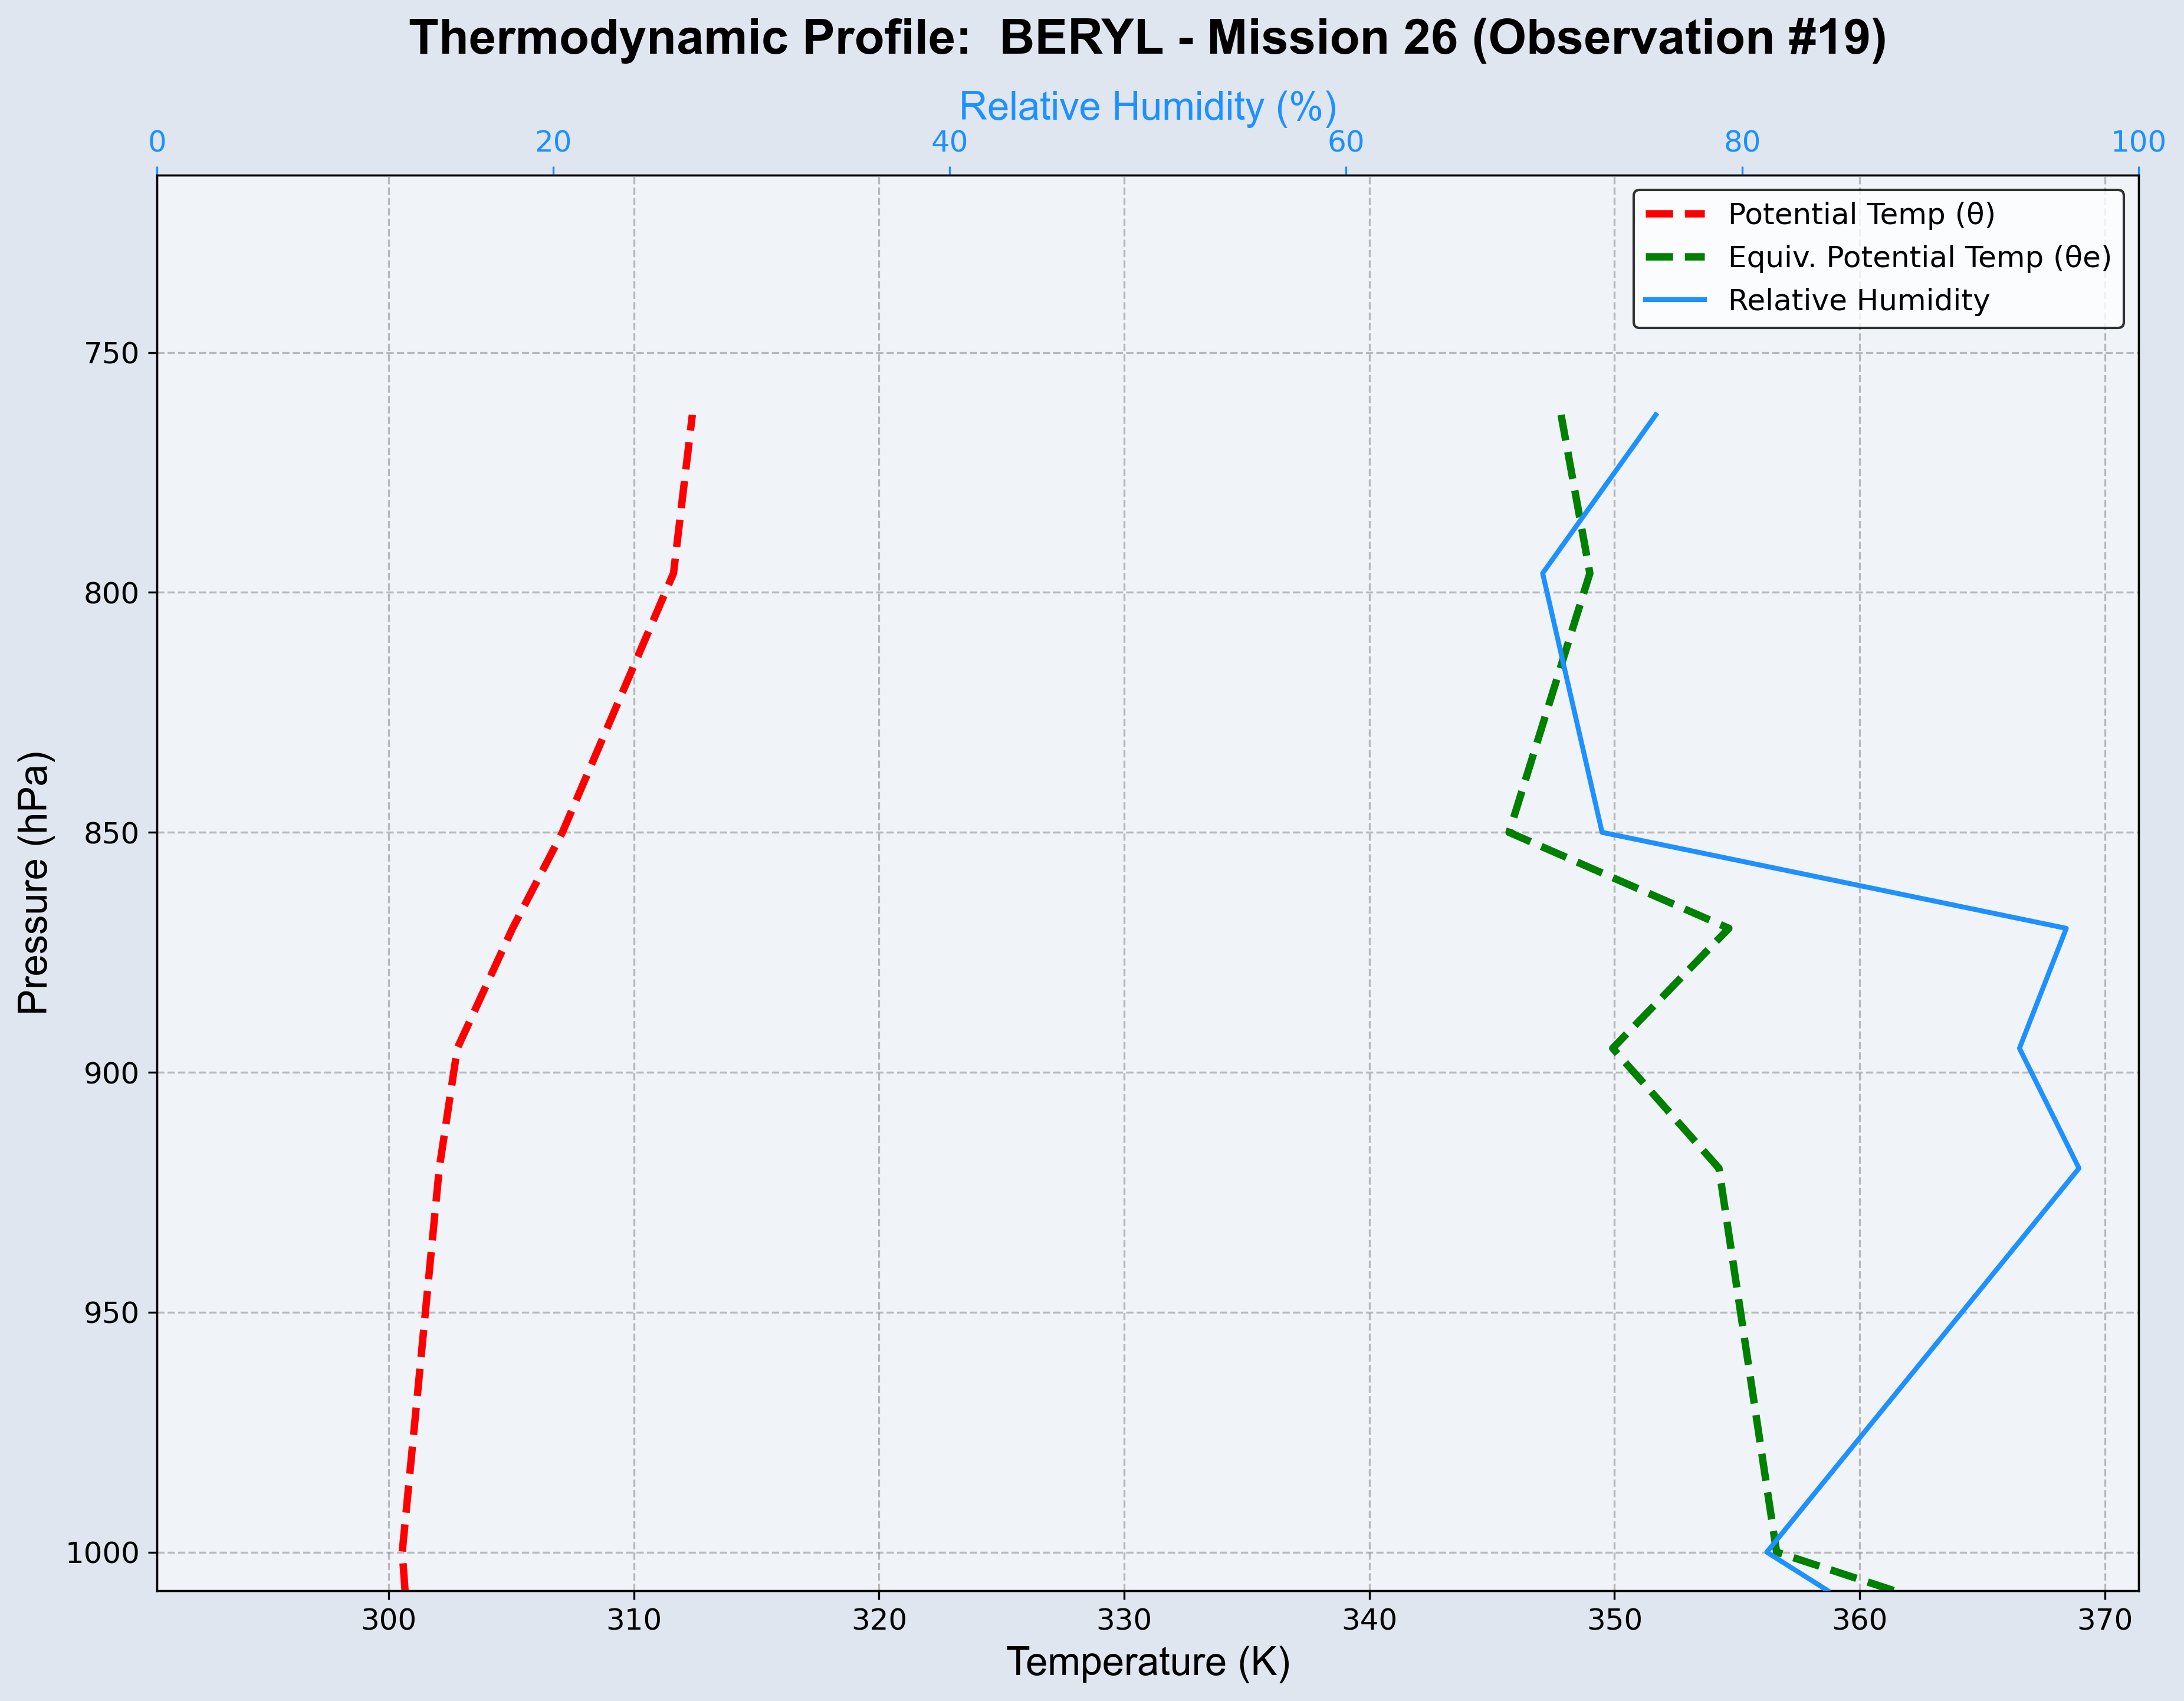 Thermodynamic Profile:  BERYL - Mission 26 (Observation #19)
Relative Humidity (%)
0 20 40 60 80 100
Potential Temp (θ)
Equiv. Potential Temp (θe)
Relative Humidity
Pressure (hPa)
750
800
850
900
950
1000
300 310 320 330 340 350 360 370
Temperature (K)